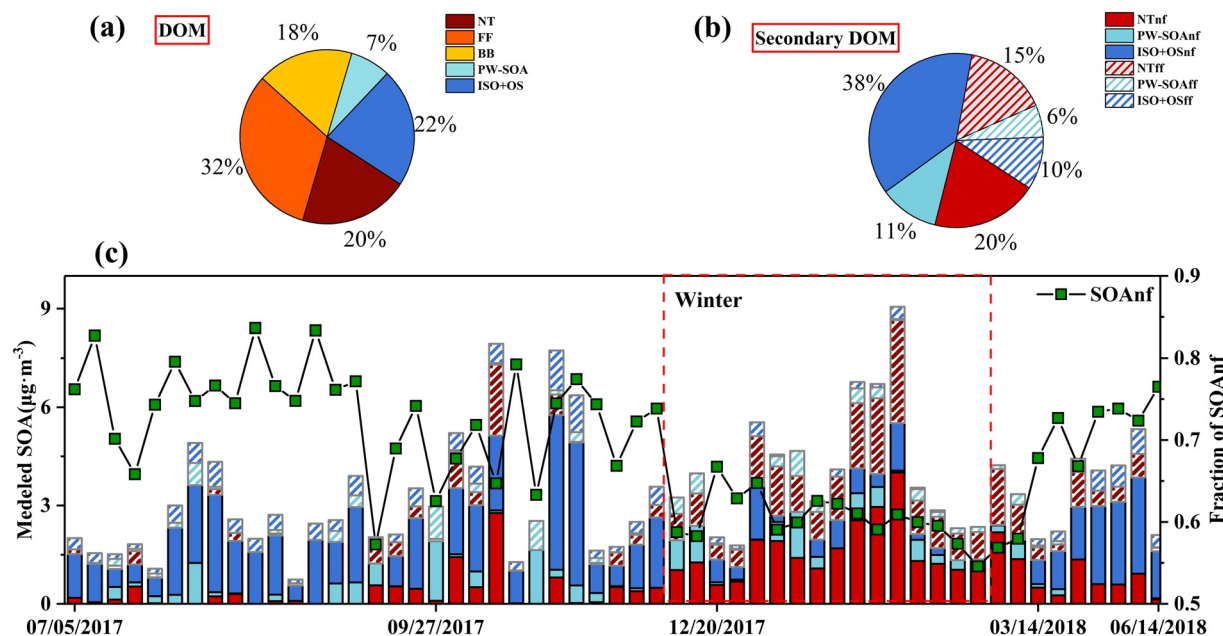 (a)
DOM
NT
FF
BB
PW-SOA
ISO+OS
18%
7%
22%
32%
20%
(b)
Secondary DOM
NTnf
PW-SOAnf
ISO+OSnf
NTff
PW-SOAff
ISO+OSff
38%
15%
6%
10%
11%
20%
(c)
Medeled SOA(μg·m⁻³)
9
6
3
0
Winter
SOAnf
0.9
0.8
0.7
0.6
0.5
Fraction of SOAnf
07/05/2017
09/27/2017
12/20/2017
03/14/2018
06/14/2018